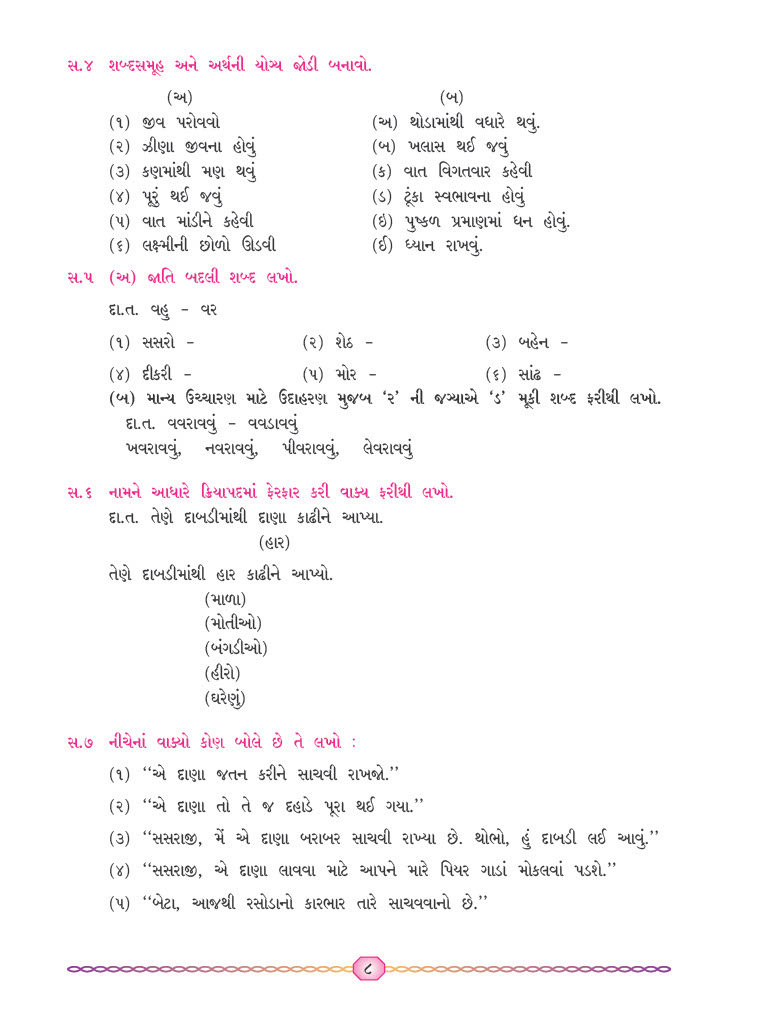 સ.૪ શબ્દસમૂહ અને અર્થની યોગ્ય જોડી બનાવો.
(અ) (બ)
(૧) જીવ પરોવવો (અ) થોડામાંથી વધારે થવું.
(૨) ઝીણા જીવના હોવું (બ) ખલાસ થઈ જવું
(૩) કણમાંથી મણ થવું (ક) વાત વિગતવાર કહેવી
(૪) પૂરું થઈ જવું (ડ) ટૂંકા સ્વભાવના હોવું
(૫) વાત માંડીને કહેવી (ઇ) પુષ્કળ પ્રમાણમાં ધન હોવું.
(૬) લક્ષ્મીની છોળો ઊડવી (ઈ) ધ્યાન રાખવું.
સ.૫ (અ) જાતિ બદલી શબ્દ લખો.
દા.ત. વહુ – વર
(૧) સસરો – (૨) શેઠ – (૩) બહેન –
(૪) દીકરી – (૫) મોર – (૬) સાંઢ –
(બ) માન્ય ઉચ્ચારણ માટે ઉદાહરણ મુજબ ‘ર’ ની જગ્યાએ ‘ડ’ મૂકી શબ્દ ફરીથી લખો.
દા.ત. વવરાવવું – વવડાવવું
ખવરાવવું, નવરાવવું, પીવરાવવું, લેવરાવવું
સ.૬ નામને આધારે ક્રિયાપદમાં ફેરફાર કરી વાક્ય ફરીથી લખો.
દા.ત. તેણે દાબડીમાંથી દાણા કાઢીને આપ્યા.
(હાર)
તેણે દાબડીમાંથી હાર કાઢીને આપ્યો.
(માળા)
(મોતીઓ)
(બંગડીઓ)
(હીરો)
(ઘરેણું)
સ.૭ નીચેનાં વાક્યો કોણ બોલે છે તે લખો :
(૧) ‘‘એ દાણા જતન કરીને સાચવી રાખજો.’’
(૨) ‘‘એ દાણા તો તે જ દહાડે પૂરા થઈ ગયા.’’
(૩) ‘‘સસરાજી, મેં એ દાણા બરાબર સાચવી રાખ્યા છે. થોભો, હું દાબડી લઈ આવું.’’
(૪) ‘‘સસરાજી, એ દાણા લાવવા માટે આપને મારે પિયર ગાડાં મોકલવાં પડશે.’’
(૫) ‘‘બેટા, આજથી રસોડાનો કારભાર તારે સાચવવાનો છે.’’
૮